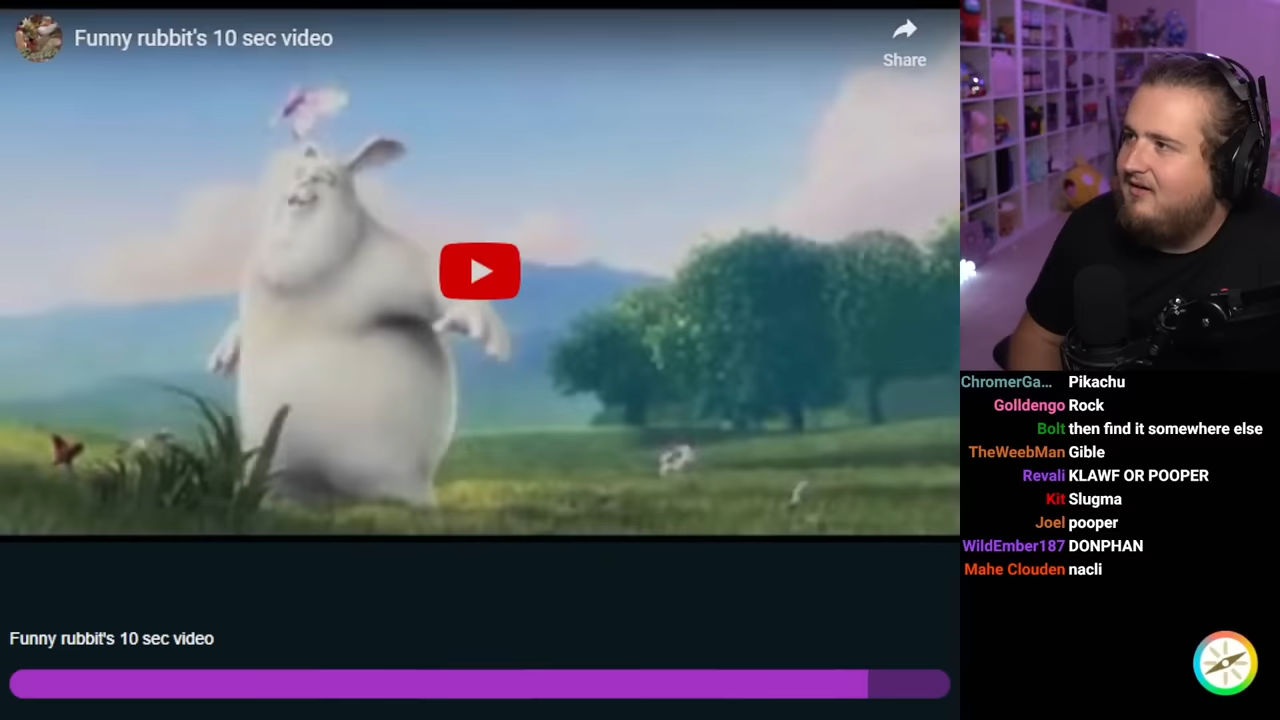 Funny rubbit's 10 sec video
Share
ChromerGa... Pikachu
Golldengo Rock
Bolt then find it somewhere else
TheWeebMan Gible
Revali KLAWF OR POOPER
Kit Slugma
Joel pooper
WildEmber187 DONPHAN
Mahe Clouden nacli
Funny rubbit's 10 sec video